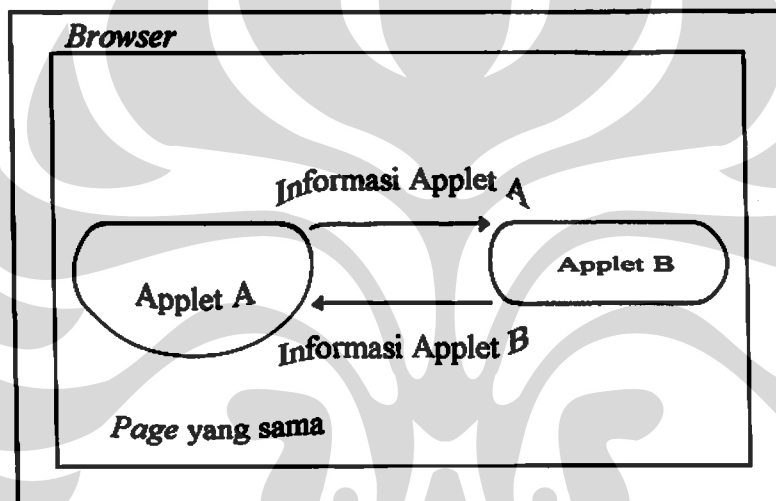 Browser
Informasi Applet A
Applet A
Applet B
Informasi Applet B
Page yang sama